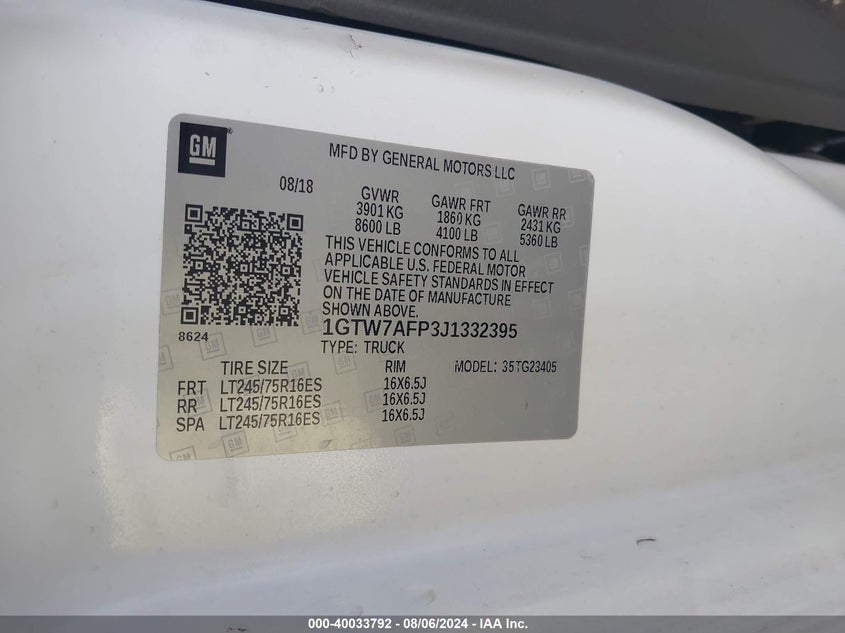 GM
MFD BY GENERAL MOTORS LLC
08/18
GVWR GAWR FRT GAWR RR
3901 KG 1860 KG 2431 KG
8600 LB 4100 LB 5360 LB
THIS VEHICLE CONFORMS TO ALL
APPLICABLE U.S. FEDERAL MOTOR
VEHICLE SAFETY STANDARDS IN EFFECT
ON THE DATE OF MANUFACTURE
SHOWN ABOVE.
8624
1GTW7AFP3J1332395
TYPE: TRUCK
TIRE SIZE RIM MODEL: 35TG23405
FRT LT245/75R16ES 16X6.5J
RR LT245/75R16ES 16X6.5J
SPA LT245/75R16ES 16X6.5J
000-40033792 - 08/06/2024 - IAA Inc.